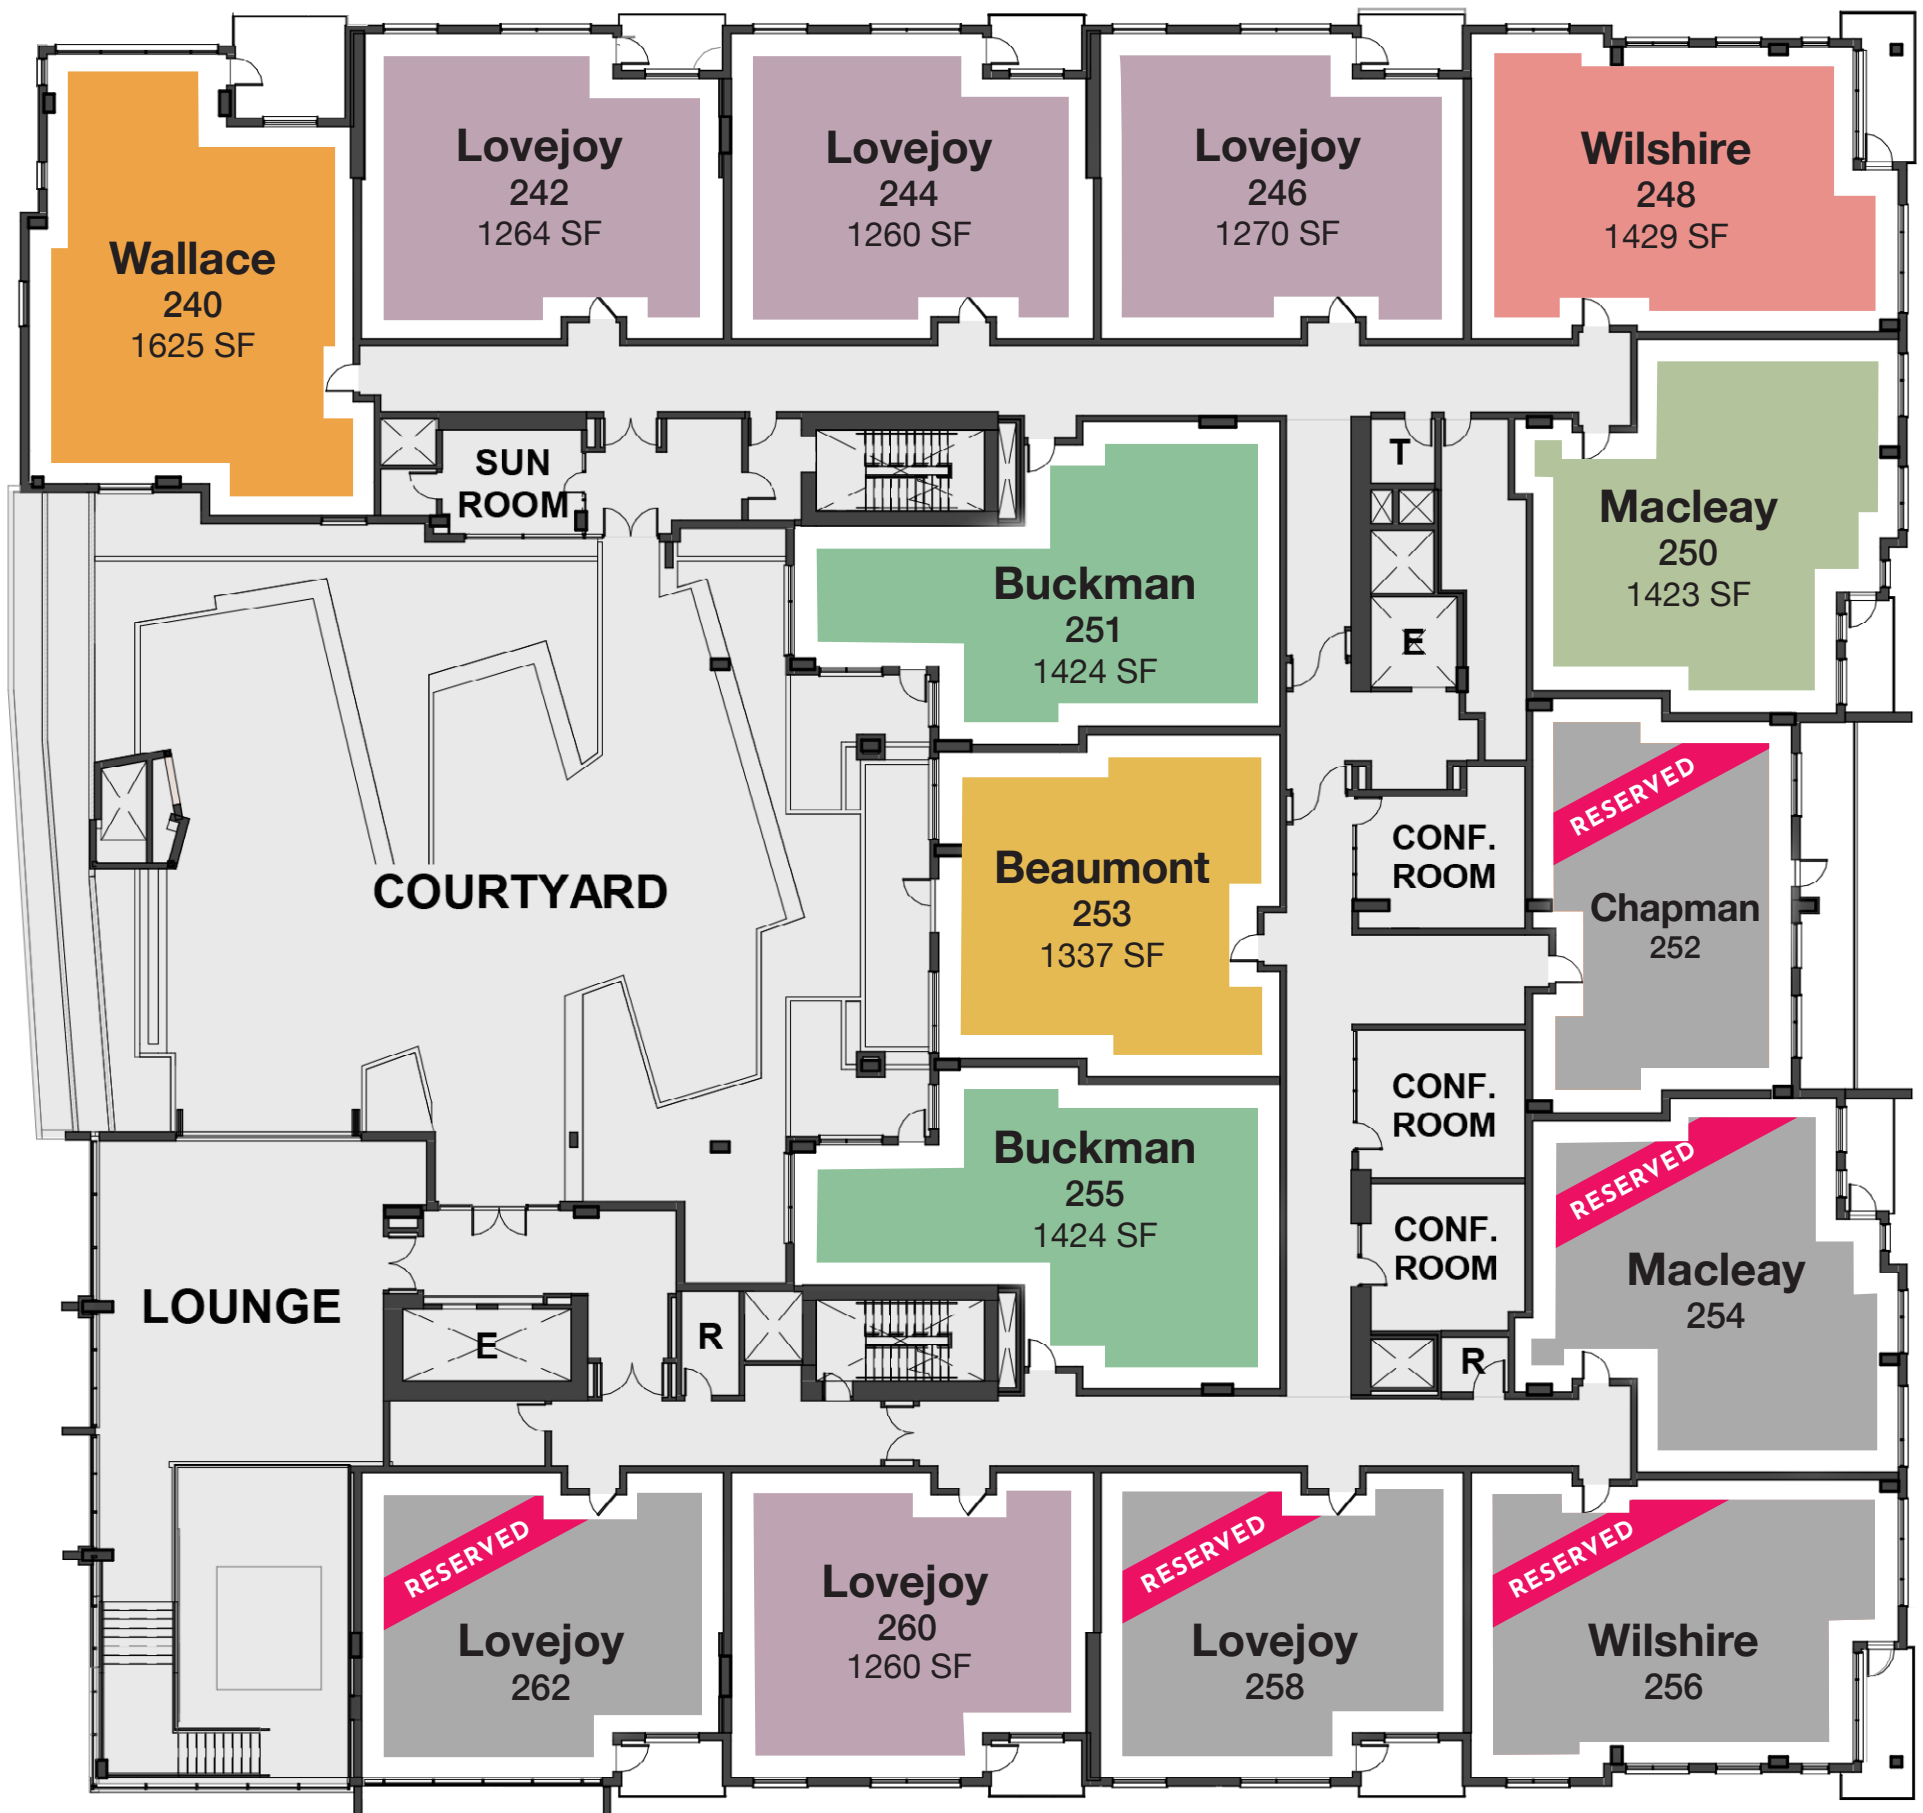 Lovejoy
242
1264 SF
Lovejoy
244
1260 SF
Lovejoy
246
1270 SF
Wilshire
248
1429 SF
Wallace
240
1625 SF
SUN
ROOM
T
E
Macleay
250
1423 SF
Buckman
251
1424 SF
RESERVED
Chapman
252
CONF.
ROOM
Beaumont
253
1337 SF
COURTYARD
CONF.
ROOM
Buckman
255
1424 SF
CONF.
ROOM
RESERVED
Macleay
254
LOUNGE
E
R
R
RESERVED
Lovejoy
262
Lovejoy
260
1260 SF
RESERVED
Lovejoy
258
RESERVED
Wilshire
256